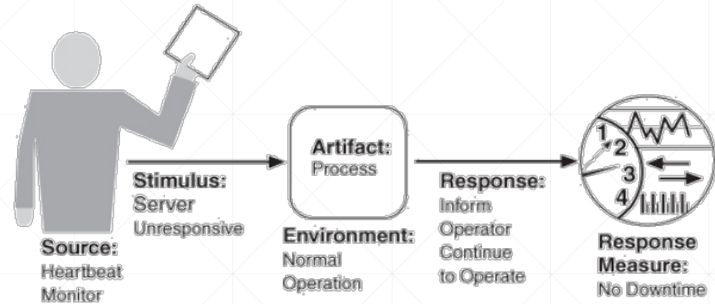 Source:
Heartbeat
Monitor
Stimulus:
Server
Unresponsive
Artifact:
Process
Environment:
Normal
Operation
Response:
Inform
Operator
Continue
to Operate
1
2
3
4
Response
Measure:
No Downtime